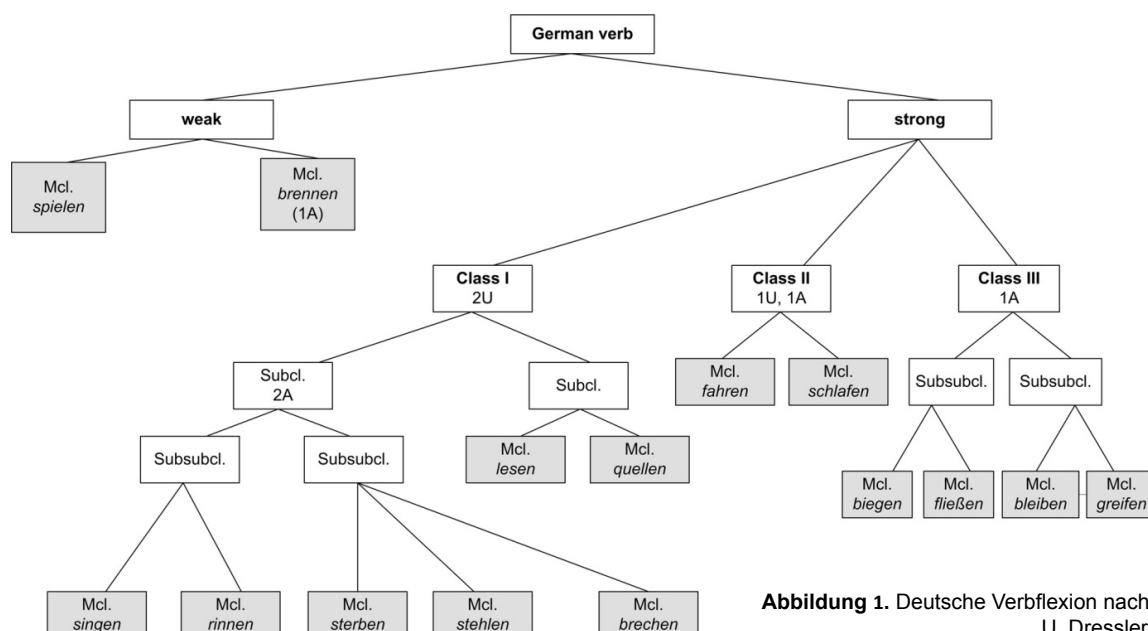 German verb
weak
strong
Mcl.
spielen
Mcl.
brennen
(1A)
Class I
2U
Class II
1U, 1A
Class III
1A
Subcl.
2A
Subcl.
Mcl.
fahren
Mcl.
schlafen
Subsubcl.
Subsubcl.
Subsubcl.
Subsubcl.
Mcl.
lesen
Mcl.
quellen
Mcl.
biegen
Mcl.
fließen
Mcl.
bleiben
Mcl.
greifen
Mcl.
singen
Mcl.
rinnen
Mcl.
sterben
Mcl.
stehlen
Mcl.
brechen
Abbildung 1. Deutsche Verbflexion nach
U. Dressler